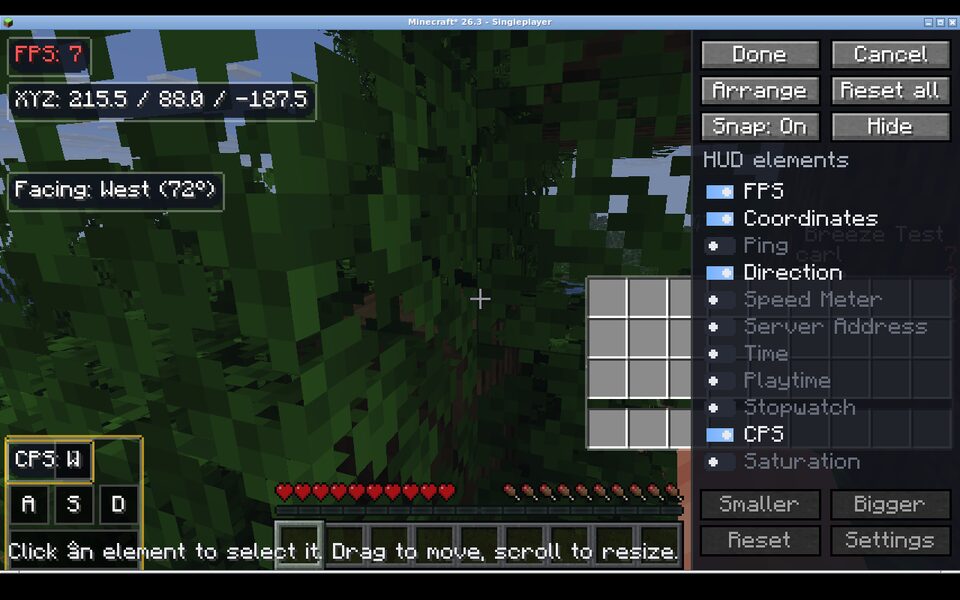 Minecraft* 26.3 - Singleplayer
FPS: 7
XYZ: 215.5 / 88.0 / -187.5
Facing: West (72°)
CPS W
A S D
Click an element to select it. Drag to move, scroll to resize.
Done Cancel
Arrange Reset all
Snap: On Hide
HUD elements
FPS
Coordinates
Ping
Breeze Test
carl
Direction
Speed Meter
Server Address
Time
Playtime
Stopwatch
CPS
Saturation
Smaller Bigger
Reset Settings